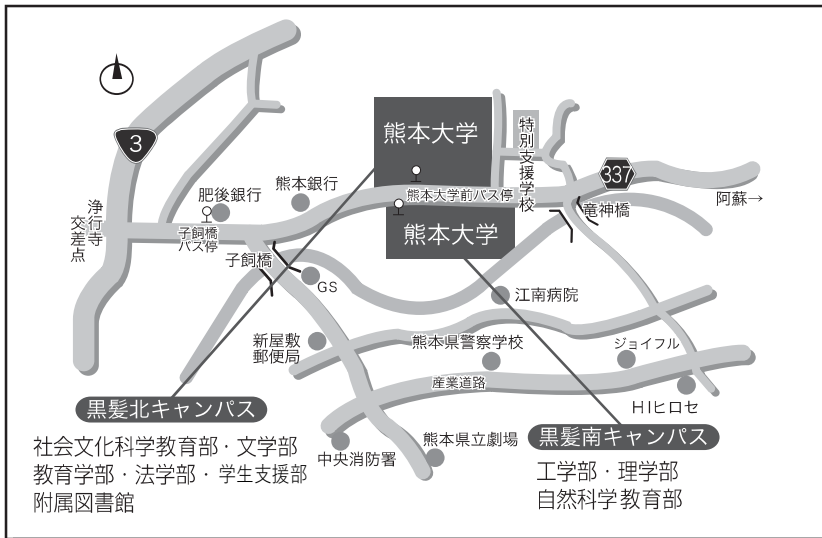 3
熊本大学
特別支援学校
337
阿蘇→
肥後銀行
熊本銀行
熊本大学前バス停
竜神橋
浄行寺
交差点
子飼橋
バス停
熊本大学
子飼橋
GS
江南病院
新屋敷
郵便局
熊本県警察学校
ジョイフル
産業道路
HIヒロセ
黒髪北キャンパス
社会文化科学教育部・文学部
教育学部・法学部・学生支援部
附属図書館
中央消防署
熊本県立劇場
黒髪南キャンパス
工学部・理学部
自然科学教育部